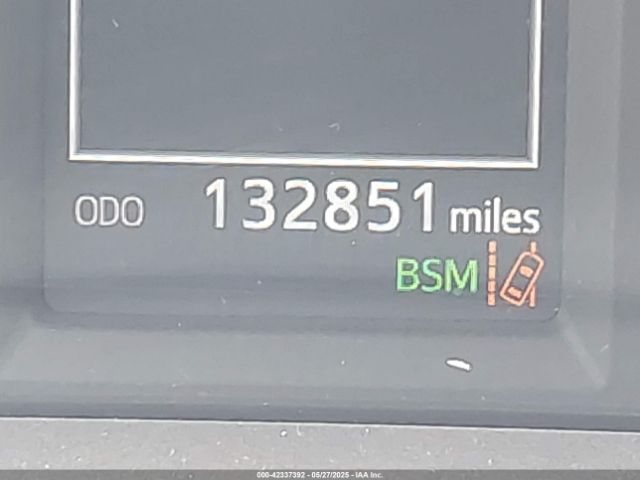 ODO 132851 miles
BSM
000-42337392 - 05/27/2025 - IAA Inc.